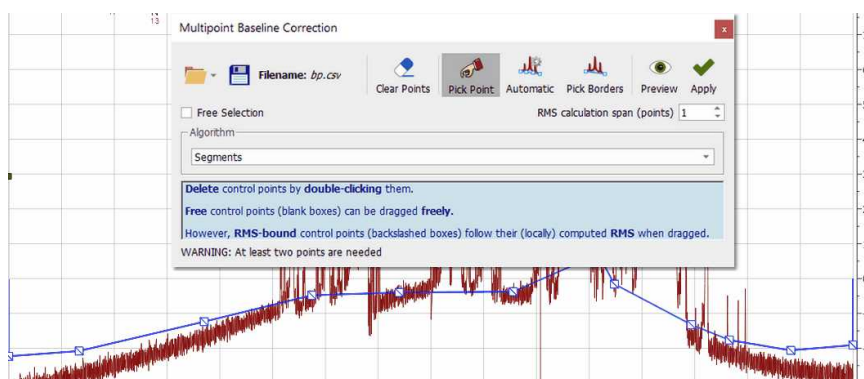 13
Multipoint Baseline Correction
x
Filename: bp.csv
Clear Points
Pick Point
Automatic
Pick Borders
Preview
Apply
Free Selection
RMS calculation span (points) 1
Algorithm
Segments
Delete control points by double-clicking them.
Free control points (blank boxes) can be dragged freely.
However, RMS-bound control points (backslashed boxes) follow their (locally) computed RMS when dragged.
WARNING: At least two points are needed